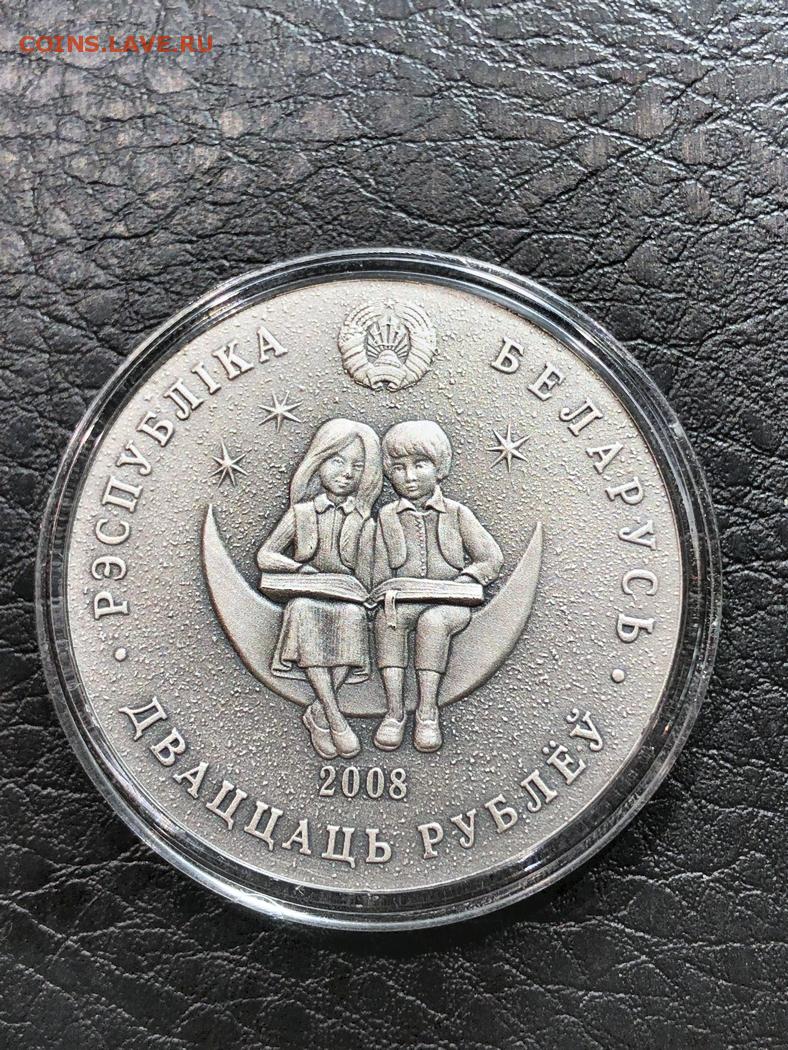 COINS.LAVE.RU
РЭСПУБЛІКА БЕЛАРУСЬ
2008
ДВАЦЦАЦЬ РУБЛЁЎ